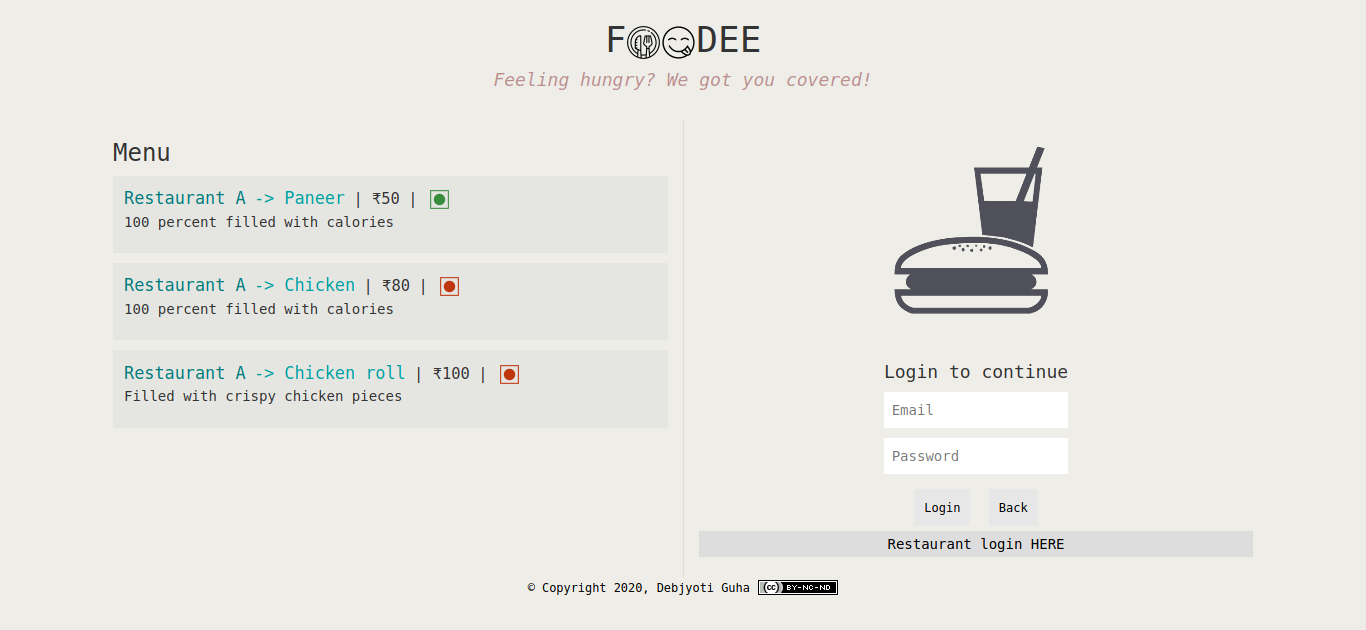 FOODEE
Feeling hungry? We got you covered!
Menu
Restaurant A -> Paneer | ₹50 |
100 percent filled with calories
Restaurant A -> Chicken | ₹80 |
100 percent filled with calories
Restaurant A -> Chicken roll | ₹100 |
Filled with crispy chicken pieces
Login to continue
Email
Password
Login Back
Restaurant login HERE
© Copyright 2020, Debjyoti Guha cc BY-NC-ND